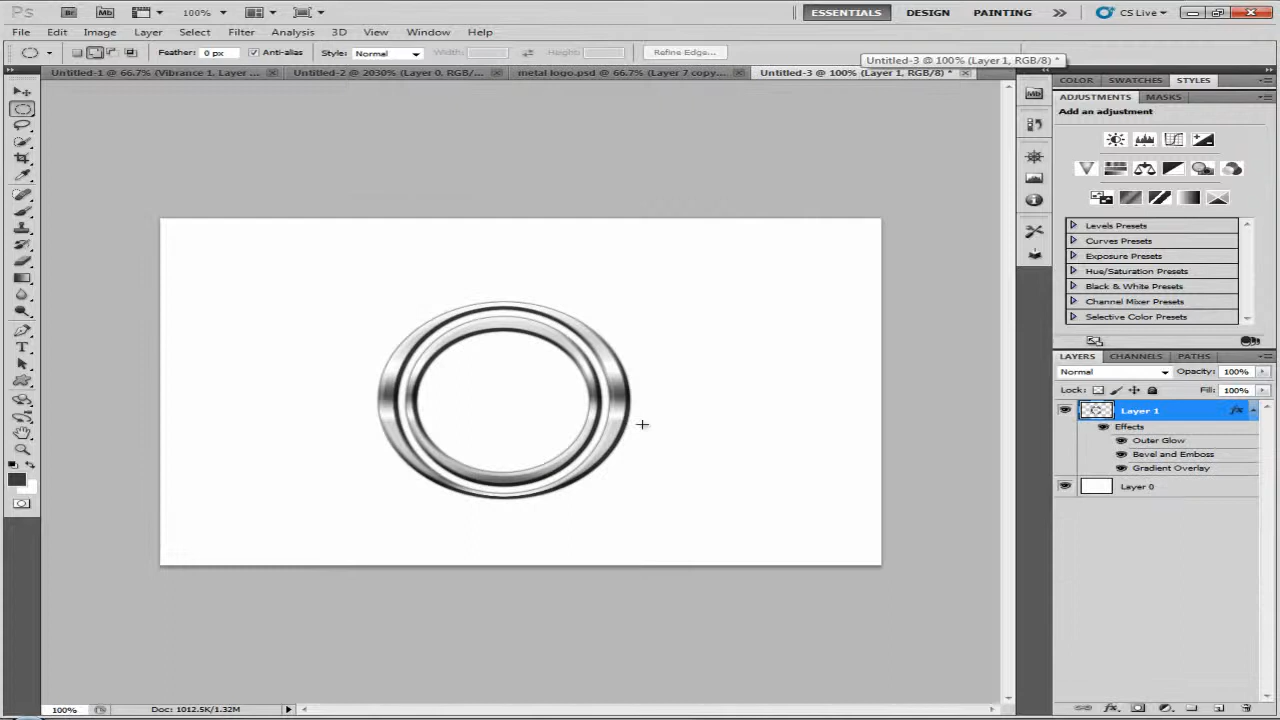 Ps Br Mb 100% ESSENTIALS DESIGN PAINTING CS Live
File Edit Image Layer Select Filter Analysis 3D View Window Help
Feather: 0 px Anti-alias Style: Normal Width: Height: Refine Edge...
Untitled-3 @ 100% (Layer 1, RGB/8) *
Untitled-1 @ 66.7% (Vibrance 1, Layer ... Untitled-2 @ 2030% (Layer 0, RGB/... metal logo.psd @ 66.7% (Layer 7 copy... Untitled-3 @ 100% (Layer 1, RGB/8) *
COLOR SWATCHES STYLES
Mb
ADJUSTMENTS MASKS
Add an adjustment
Levels Presets
Curves Presets
Exposure Presets
Hue/Saturation Presets
Black & White Presets
Channel Mixer Presets
Selective Color Presets
LAYERS CHANNELS PATHS
Normal Opacity: 100%
Lock: Fill: 100%
Layer 1 fx
Effects
Outer Glow
Bevel and Emboss
Gradient Overlay
Layer 0
T
100% Doc: 1012.5K/1.32M fx